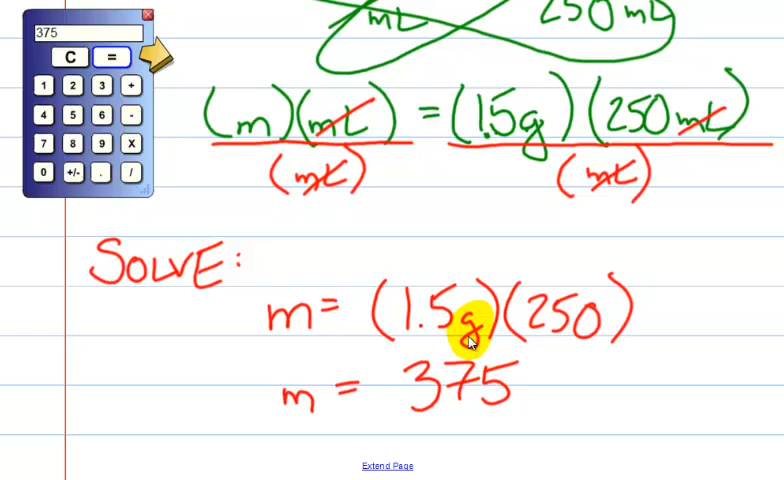 375
C =
1 2 3 +
4 5 6 -
7 8 9 X
0 +/- . /
mL 250 mL
(m)(mL) = (1.5g)(250 mL)
(mL) (mL)
SOLVE:
m= (1.5g)(250)
m = 375
Extend Page